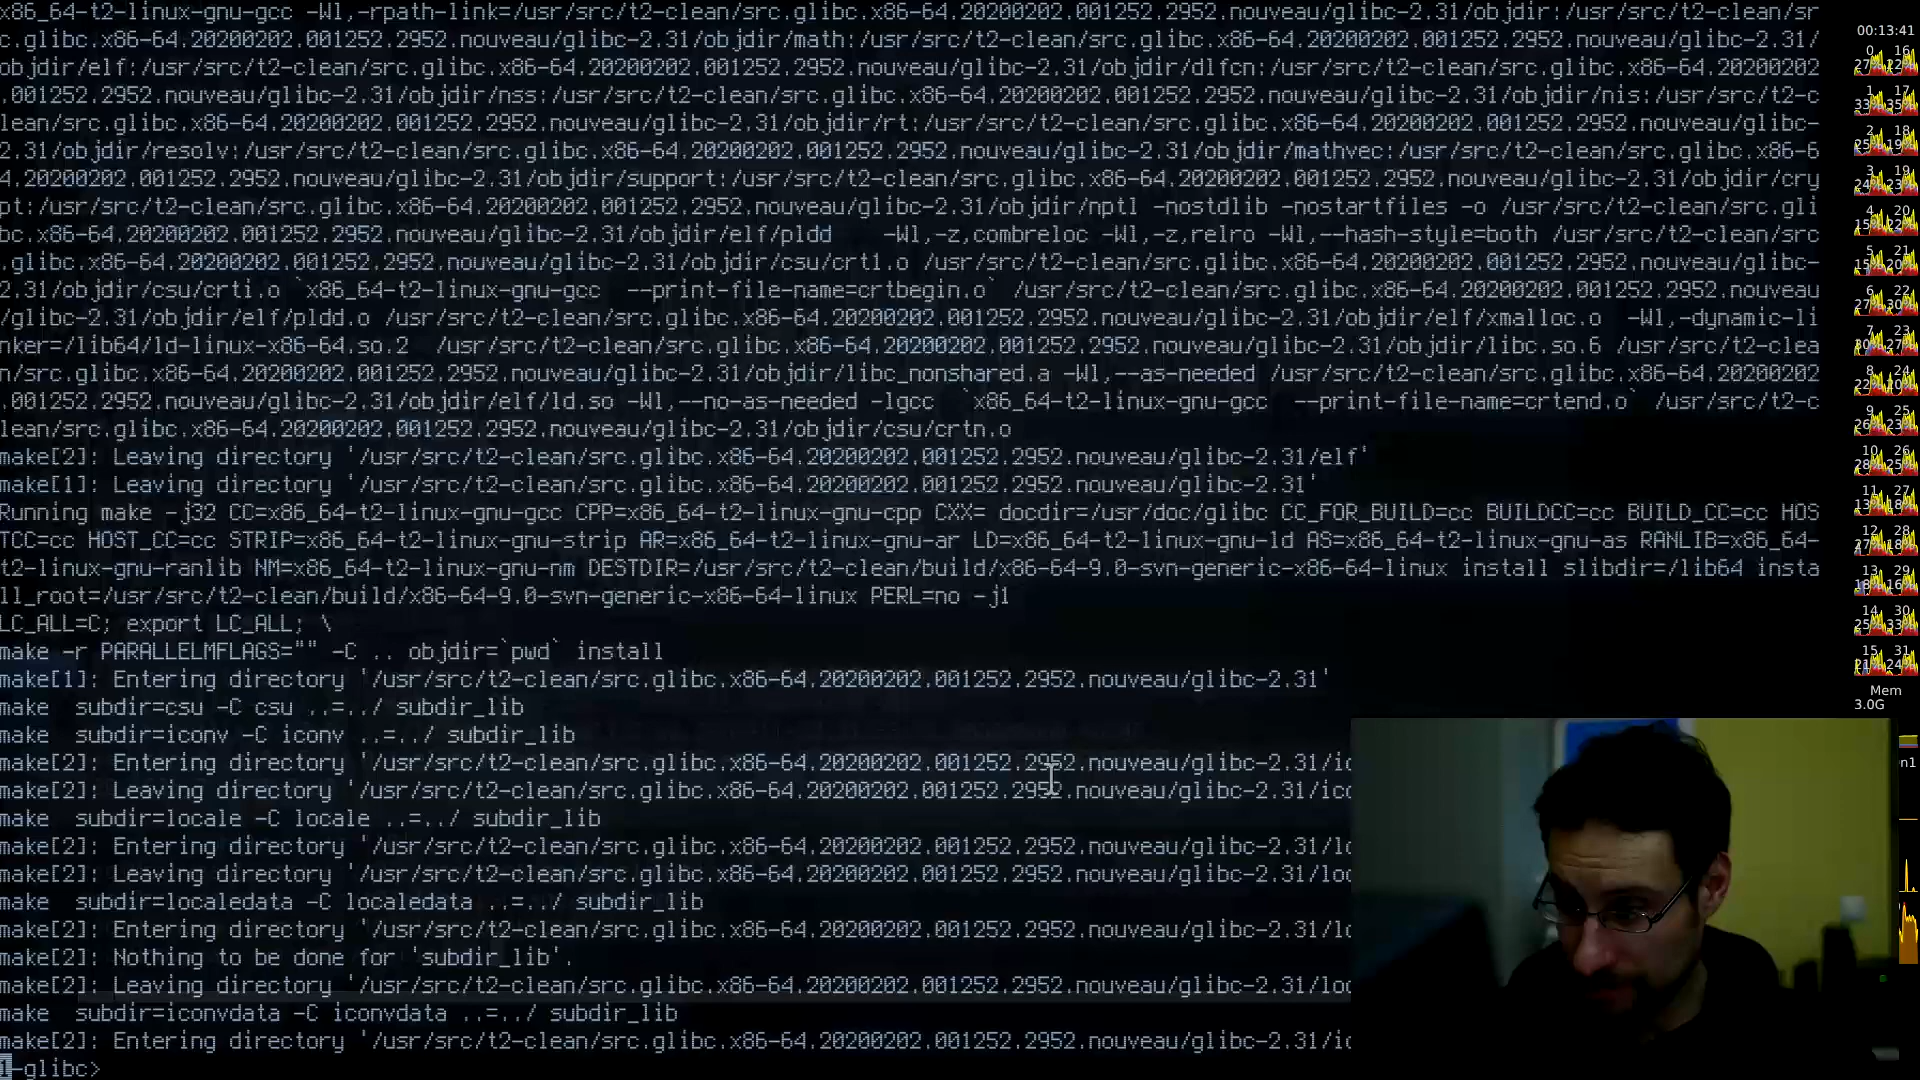 x86_64-t2-linux-gnu-gcc -Wl,-rpath-link=/usr/src/t2-clean/src.glibc.x86-64.20200202.001252.2952.nouveau/glibc-2.31/objdir:/usr/src/t2-clean/sr
c.glibc.x86-64.20200202.001252.2952.nouveau/glibc-2.31/objdir/math:/usr/src/t2-clean/src.glibc.x86-64.20200202.001252.2952.nouveau/glibc-2.31/
objdir/elf:/usr/src/t2-clean/src.glibc.x86-64.20200202.001252.2952.nouveau/glibc-2.31/objdir/dlfcn:/usr/src/t2-clean/src.glibc.x86-64.20200202
.001252.2952.nouveau/glibc-2.31/objdir/nss:/usr/src/t2-clean/src.glibc.x86-64.20200202.001252.2952.nouveau/glibc-2.31/objdir/nis:/usr/src/t2-c
lean/src.glibc.x86-64.20200202.001252.2952.nouveau/glibc-2.31/objdir/rt:/usr/src/t2-clean/src.glibc.x86-64.20200202.001252.2952.nouveau/glibc-
2.31/objdir/resolv:/usr/src/t2-clean/src.glibc.x86-64.20200202.001252.2952.nouveau/glibc-2.31/objdir/mathvec:/usr/src/t2-clean/src.glibc.x86-6
4.20200202.001252.2952.nouveau/glibc-2.31/objdir/support:/usr/src/t2-clean/src.glibc.x86-64.20200202.001252.2952.nouveau/glibc-2.31/objdir/cry
pt:/usr/src/t2-clean/src.glibc.x86-64.20200202.001252.2952.nouveau/glibc-2.31/objdir/nptl -nostdlib -nostartfiles -o /usr/src/t2-clean/src.gli
bc.x86-64.20200202.001252.2952.nouveau/glibc-2.31/objdir/elf/pldd    -Wl,-z,combreloc -Wl,-z,relro -Wl,--hash-style=both /usr/src/t2-clean/src
.glibc.x86-64.20200202.001252.2952.nouveau/glibc-2.31/objdir/csu/crt1.o /usr/src/t2-clean/src.glibc.x86-64.20200202.001252.2952.nouveau/glibc-
2.31/objdir/csu/crti.o `x86_64-t2-linux-gnu-gcc  --print-file-name=crtbegin.o` /usr/src/t2-clean/src.glibc.x86-64.20200202.001252.2952.nouveau
/glibc-2.31/objdir/elf/pldd.o /usr/src/t2-clean/src.glibc.x86-64.20200202.001252.2952.nouveau/glibc-2.31/objdir/elf/xmalloc.o  -Wl,-dynamic-li
nker=/lib64/ld-linux-x86-64.so.2  /usr/src/t2-clean/src.glibc.x86-64.20200202.001252.2952.nouveau/glibc-2.31/objdir/libc.so.6 /usr/src/t2-clea
n/src.glibc.x86-64.20200202.001252.2952.nouveau/glibc-2.31/objdir/libc_nonshared.a -Wl,--as-needed /usr/src/t2-clean/src.glibc.x86-64.20200202
.001252.2952.nouveau/glibc-2.31/objdir/elf/ld.so -Wl,--no-as-needed -lgcc  `x86_64-t2-linux-gnu-gcc  --print-file-name=crtend.o` /usr/src/t2-c
lean/src.glibc.x86-64.20200202.001252.2952.nouveau/glibc-2.31/objdir/csu/crtn.o
make[2]: Leaving directory '/usr/src/t2-clean/src.glibc.x86-64.20200202.001252.2952.nouveau/glibc-2.31/elf'
make[1]: Leaving directory '/usr/src/t2-clean/src.glibc.x86-64.20200202.001252.2952.nouveau/glibc-2.31'
Running make -j32 CC=x86_64-t2-linux-gnu-gcc CPP=x86_64-t2-linux-gnu-cpp CXX= docdir=/usr/doc/glibc CC_FOR_BUILD=cc BUILDCC=cc BUILD_CC=cc HOS
TCC=cc HOST_CC=cc STRIP=x86_64-t2-linux-gnu-strip AR=x86_64-t2-linux-gnu-ar LD=x86_64-t2-linux-gnu-ld AS=x86_64-t2-linux-gnu-as RANLIB=x86_64-
t2-linux-gnu-ranlib NM=x86_64-t2-linux-gnu-nm DESTDIR=/usr/src/t2-clean/build/x86-64-9.0-svn-generic-x86-64-linux install slibdir=/lib64 insta
ll_root=/usr/src/t2-clean/build/x86-64-9.0-svn-generic-x86-64-linux PERL=no -j1
LC_ALL=C; export LC_ALL; \
make -r PARALLELMFLAGS="" -C .. objdir=`pwd` install
make[1]: Entering directory '/usr/src/t2-clean/src.glibc.x86-64.20200202.001252.2952.nouveau/glibc-2.31'
make  subdir=csu -C csu ..=../ subdir_lib
make  subdir=iconv -C iconv ..=../ subdir_lib
make[2]: Entering directory '/usr/src/t2-clean/src.glibc.x86-64.20200202.001252.2952.nouveau/glibc-2.31/ic
make[2]: Leaving directory '/usr/src/t2-clean/src.glibc.x86-64.20200202.001252.2952.nouveau/glibc-2.31/ico
make  subdir=locale -C locale ..=../ subdir_lib
make[2]: Entering directory '/usr/src/t2-clean/src.glibc.x86-64.20200202.001252.2952.nouveau/glibc-2.31/lo
make[2]: Leaving directory '/usr/src/t2-clean/src.glibc.x86-64.20200202.001252.2952.nouveau/glibc-2.31/loc
make  subdir=localedata -C localedata ..=../ subdir_lib
make[2]: Entering directory '/usr/src/t2-clean/src.glibc.x86-64.20200202.001252.2952.nouveau/glibc-2.31/lo
make[2]: Nothing to be done for 'subdir_lib'.
make[2]: Leaving directory '/usr/src/t2-clean/src.glibc.x86-64.20200202.001252.2952.nouveau/glibc-2.31/loc
make  subdir=iconvdata -C iconvdata ..=../ subdir_lib
make[2]: Entering directory '/usr/src/t2-clean/src.glibc.x86-64.20200202.001252.2952.nouveau/glibc-2.31/ic
1-glibc>
00:13:41
0 16
1 17
2 18
3 19
4 20
5 21
6 22
7 23
8 24
9 25
10 26
11 27
12 28
13 29
14 30
15 31
Mem
3.0G